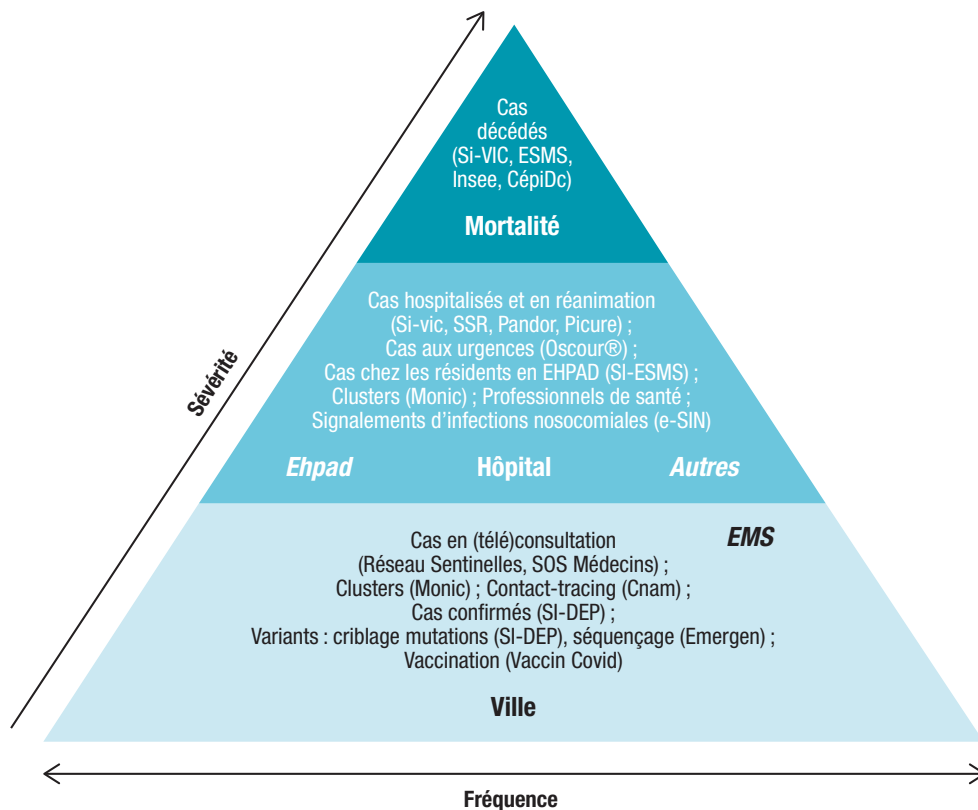 Cas
décédés
(Si-VIC, ESMS,
Insee, CépiDc)
Mortalité
Sévérité
Cas hospitalisés et en réanimation
(Si-vic, SSR, Pandor, Picure) ;
Cas aux urgences (Oscour®) ;
Cas chez les résidents en EHPAD (SI-ESMS) ;
Clusters (Monic) ; Professionnels de santé ;
Signalements d’infections nosocomiales (e-SIN)
Ehpad Hôpital Autres
EMS
Cas en (télé)consultation
(Réseau Sentinelles, SOS Médecins) ;
Clusters (Monic) ; Contact-tracing (Cnam) ;
Cas confirmés (SI-DEP) ;
Variants : criblage mutations (SI-DEP), séquençage (Emergen) ;
Vaccination (Vaccin Covid)
Ville
Fréquence